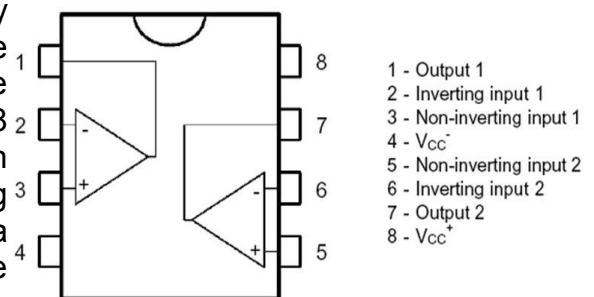 1
2
3
4
8
7
6
5
-
+
-
+
1 - Output 1
2 - Inverting input 1
3 - Non-inverting input 1
4 - Vcc-
5 - Non-inverting input 2
6 - Inverting input 2
7 - Output 2
8 - Vcc+